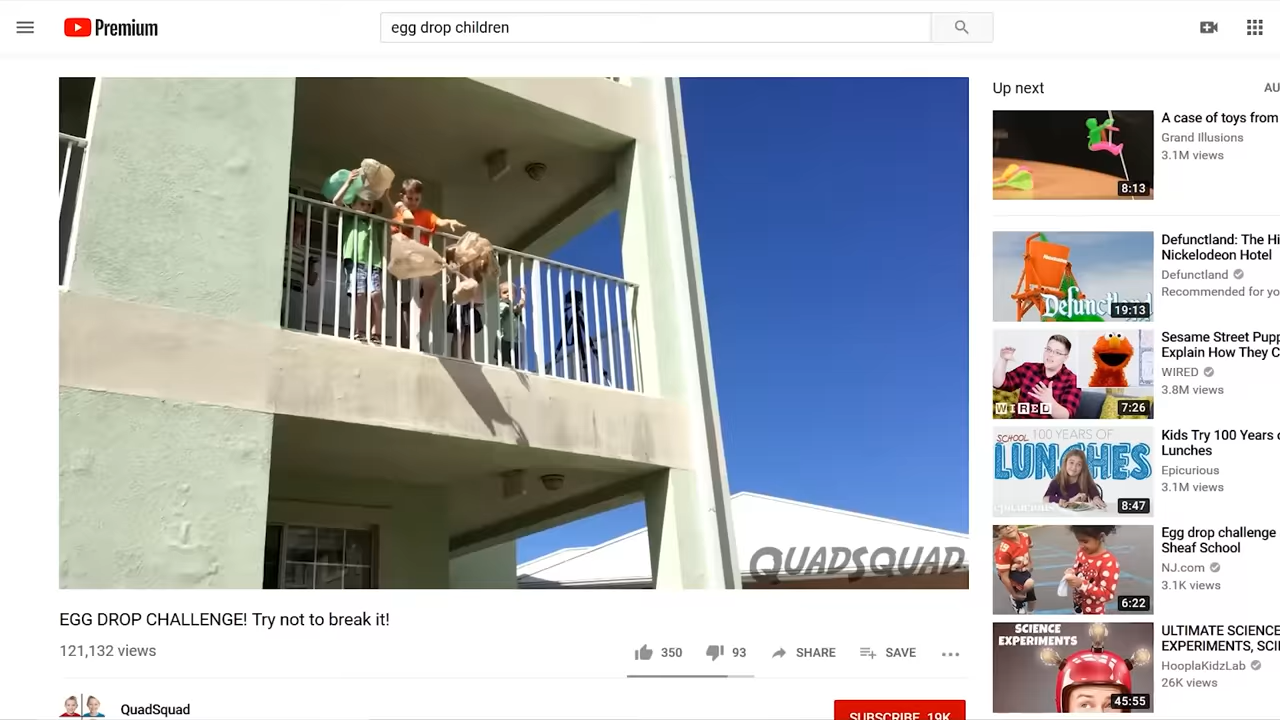 Premium
egg drop children
QUADSQUAD
EGG DROP CHALLENGE! Try not to break it!
121,132 views
350
93
SHARE
SAVE
QuadSquad
SUBSCRIBE 19K
Up next
AU
A case of toys from
Grand Illusions
3.1M views
8:13
Defunctland: The Hi
Nickelodeon Hotel
Defunctland
Recommended for yo
Defunctland
19:13
Sesame Street Pupp
Explain How They C
WIRED
3.8M views
WIRED
7:26
Kids Try 100 Years o
Lunches
Epicurious
3.1M views
SCHOOL 100 YEARS OF
LUNCHES
epicurious
8:47
Egg drop challenge
Sheaf School
NJ.com
3.1K views
6:22
ULTIMATE SCIENCE
EXPERIMENTS, SCI
HooplaKidzLab
26K views
SCIENCE
EXPERIMENTS
45:55